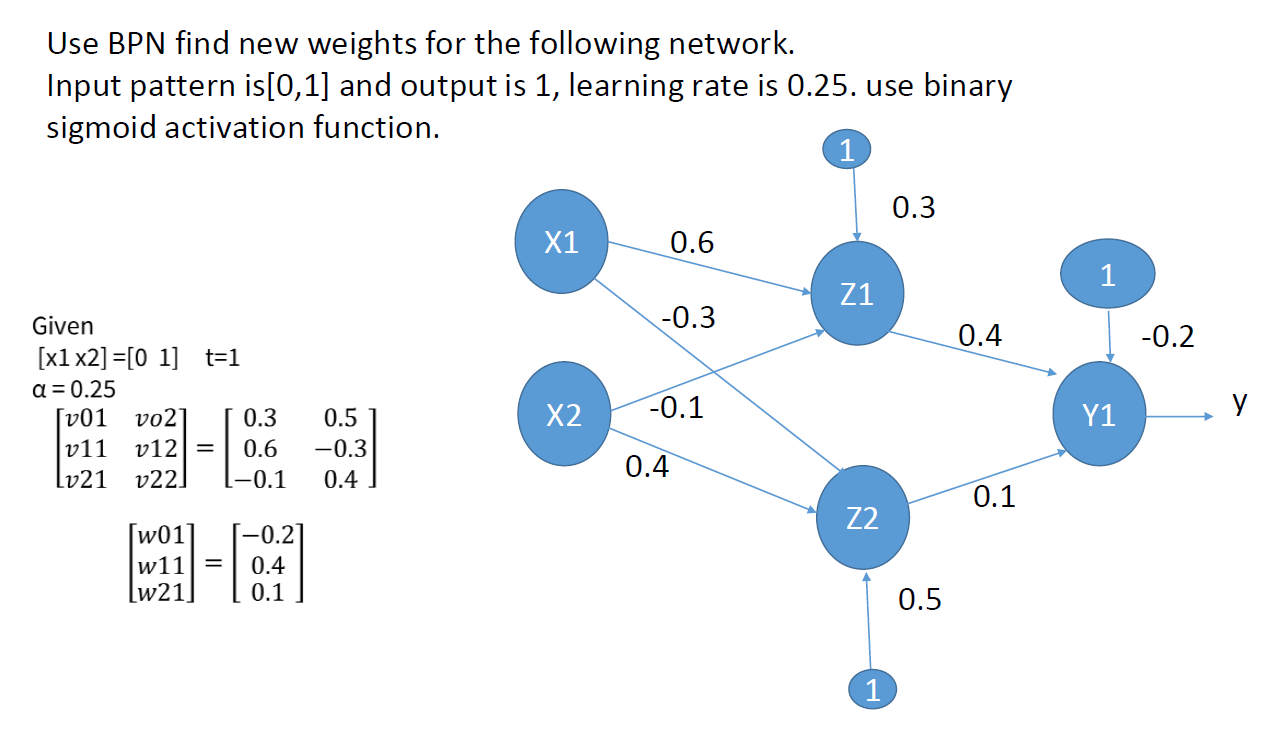 Use BPN find new weights for the following network.
Input pattern is[0,1] and output is 1, learning rate is 0.25. use binary
sigmoid activation function.
1
0.3
X1
0.6
Z1
1
-0.3
0.4
-0.2
Given
[x1 x2] =[0 1] t=1
α = 0.25
[v01 vo2] [0.3 0.5]
[v11 v12] = [0.6 −0.3]
[v21 v22] [−0.1 0.4]
X2
-0.1
0.4
Y1
y
Z2
0.1
[w01] [−0.2]
[w11] = [0.4]
[w21] [0.1]
0.5
1